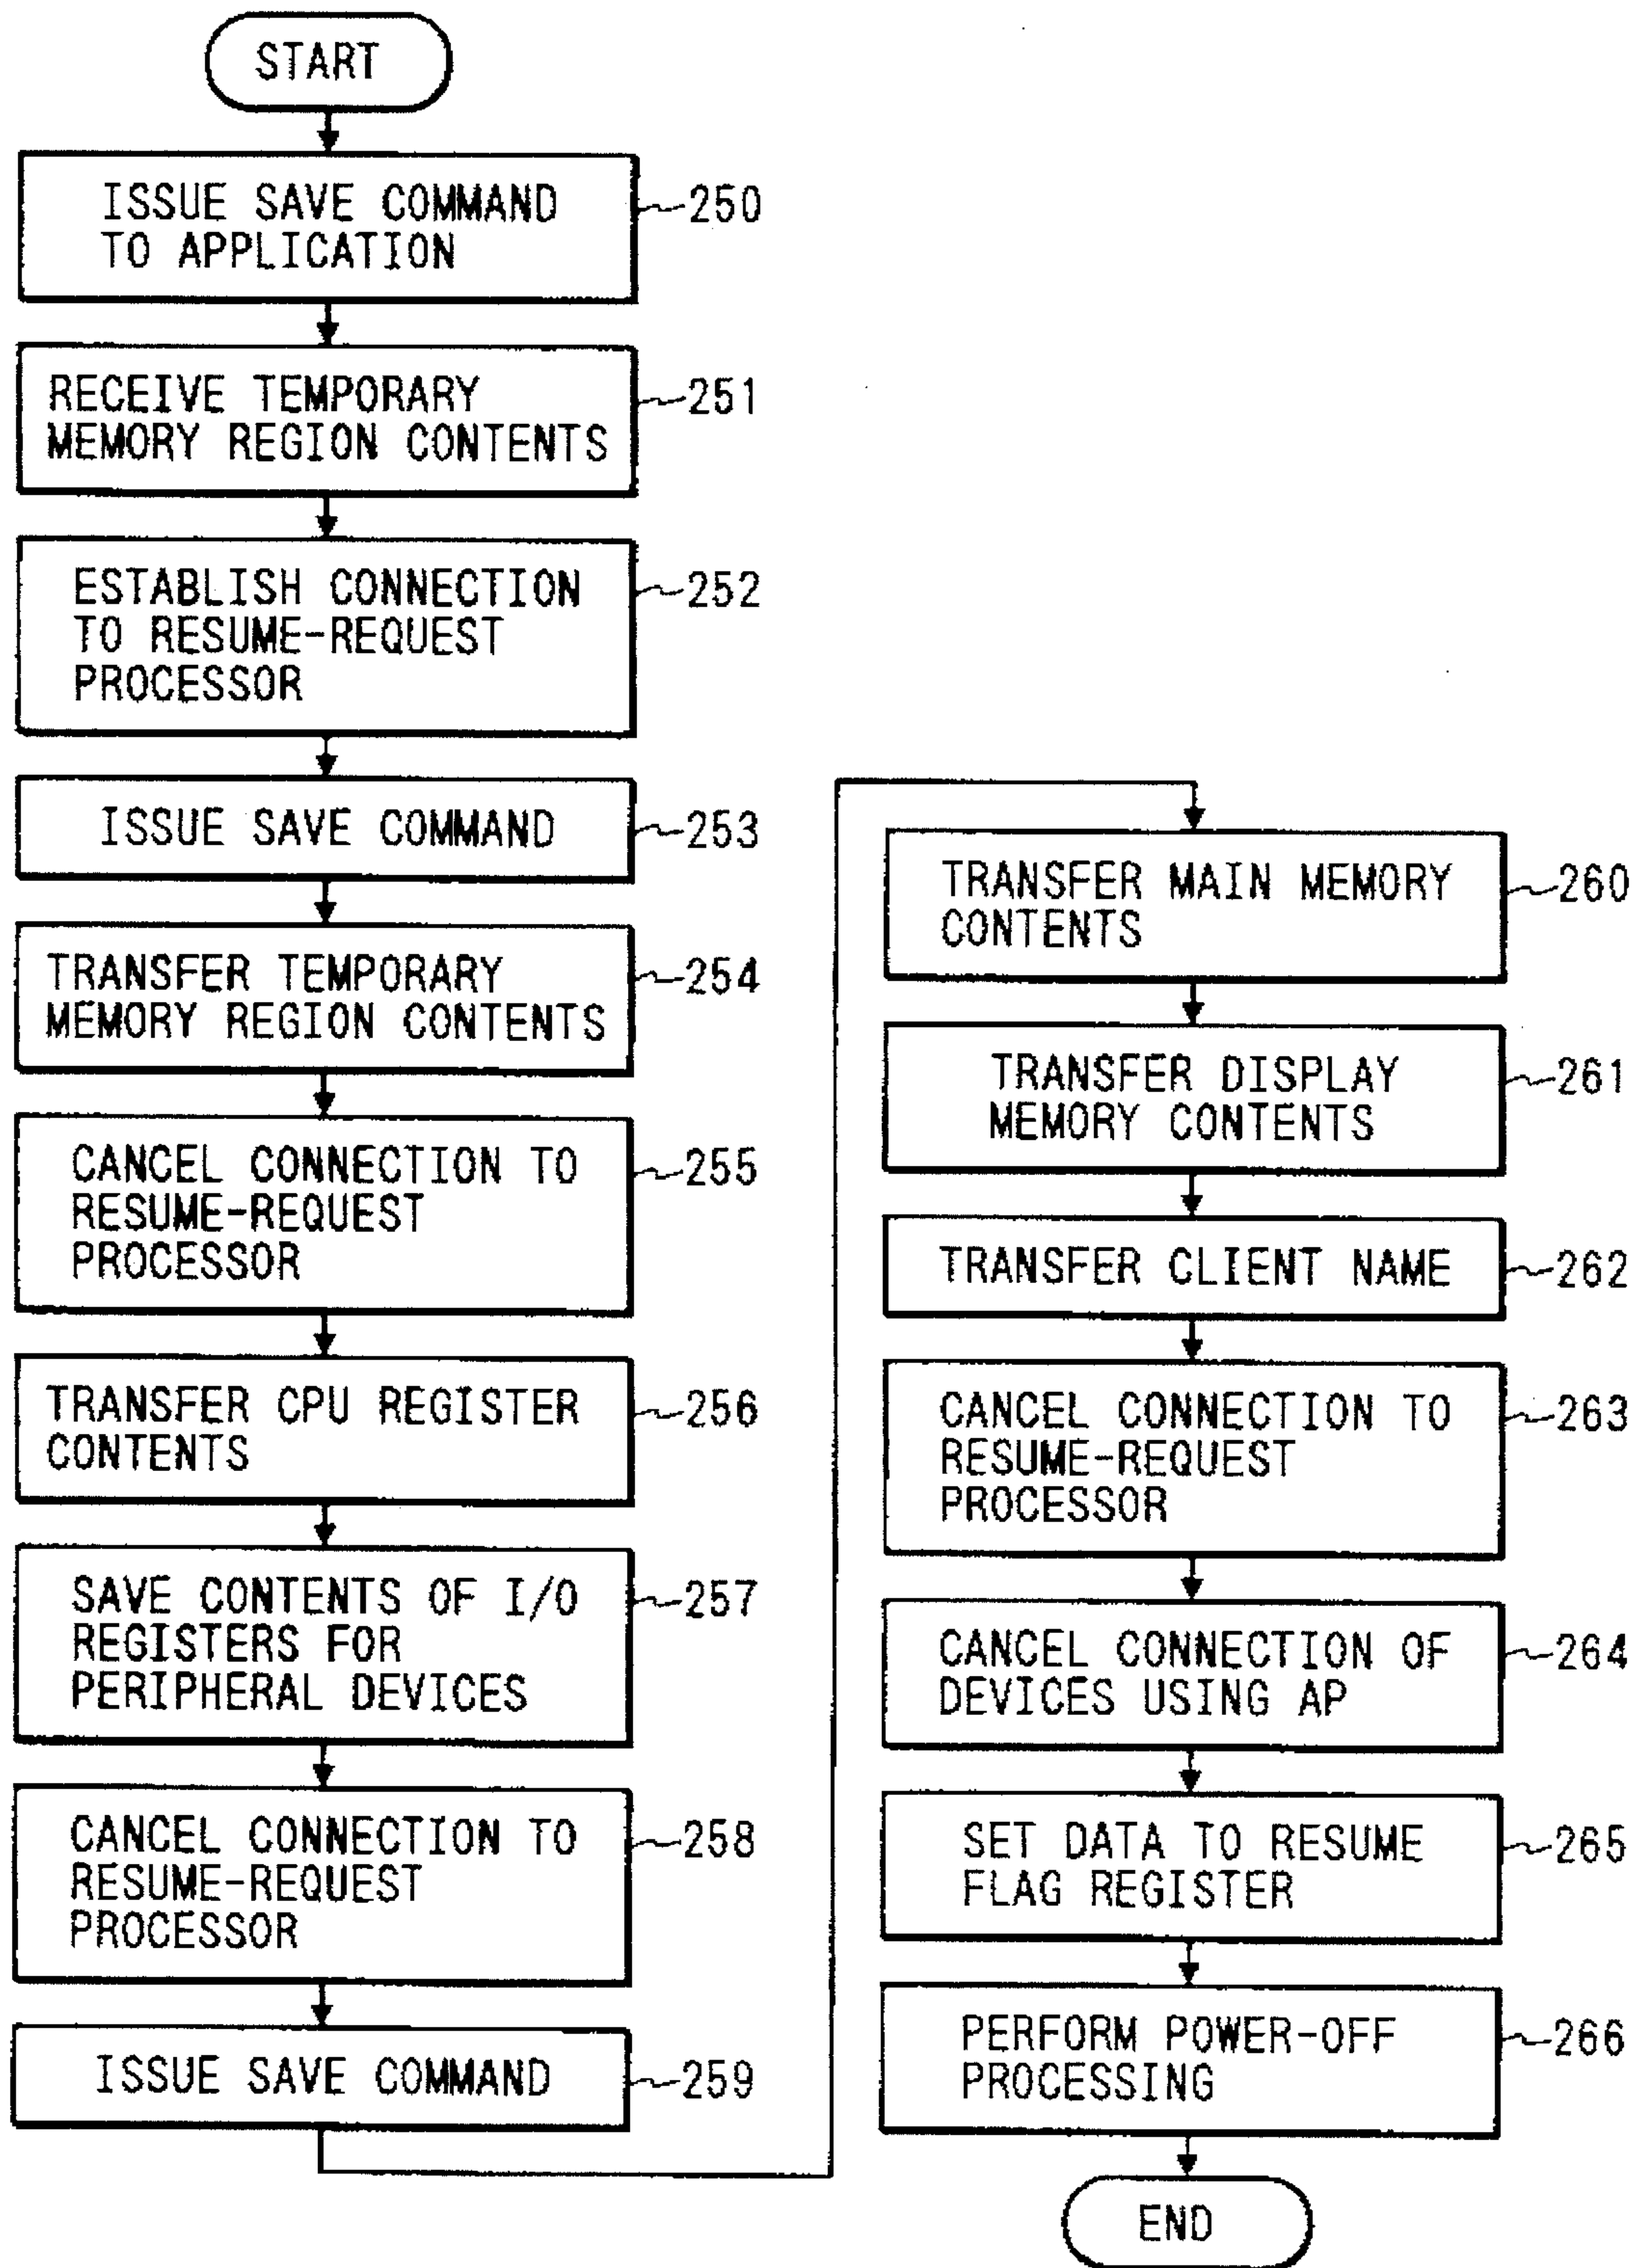 START
ISSUE SAVE COMMAND
TO APPLICATION
250
RECEIVE TEMPORARY
MEMORY REGION CONTENTS
251
ESTABLISH CONNECTION
TO RESUME-REQUEST
PROCESSOR
252
ISSUE SAVE COMMAND
253
TRANSFER TEMPORARY
MEMORY REGION CONTENTS
254
CANCEL CONNECTION TO
RESUME-REQUEST
PROCESSOR
255
TRANSFER CPU REGISTER
CONTENTS
256
SAVE CONTENTS OF I/O
REGISTERS FOR
PERIPHERAL DEVICES
257
CANCEL CONNECTION TO
RESUME-REQUEST
PROCESSOR
258
ISSUE SAVE COMMAND
259
TRANSFER MAIN MEMORY
CONTENTS
260
TRANSFER DISPLAY
MEMORY CONTENTS
261
TRANSFER CLIENT NAME
262
CANCEL CONNECTION TO
RESUME-REQUEST
PROCESSOR
263
CANCEL CONNECTION OF
DEVICES USING AP
264
SET DATA TO RESUME
FLAG REGISTER
265
PERFORM POWER-OFF
PROCESSING
266
END